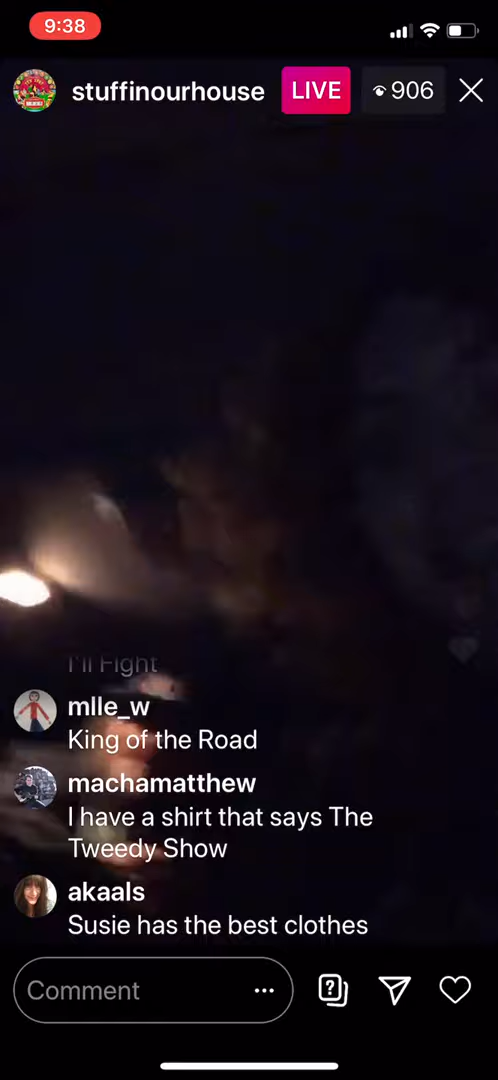 9:38
stuffinourhouse
LIVE
906
I'll Fight
mlle_w
King of the Road
machamatthew
I have a shirt that says The
Tweedy Show
akaals
Susie has the best clothes
Comment